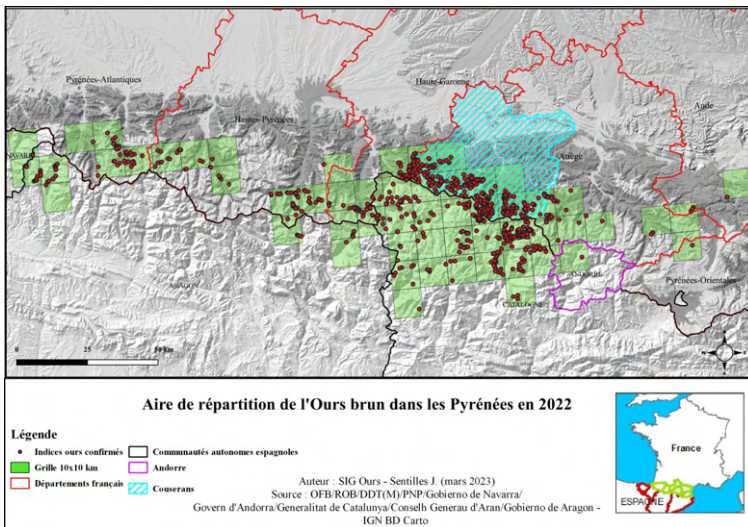 Pyrénées-Atlantiques
Haute-Garonne
Aude
Hautes-Pyrénées
NAVARRE
Ariège
ANDORRE
Pyrénées-Orientales
ARAGON
CATALOGNE
0 25 50 km
Aire de répartition de l'Ours brun dans les Pyrénées en 2022
Légende
Indices ours confirmés
Grille 10x10 km
Départements français
Communautés autonomes espagnoles
Andorre
Couserans
Auteur : SIG Ours - Sentilles J. (mars 2023)
Source : OFB/ROB/DDT(M)/PNP/Gobierno de Navarra/
Govern d'Andorra/Generalitat de Catalunya/Conselh Generau d'Aran/Gobierno de Aragon -
IGN BD Carto
France
ESPAGNE